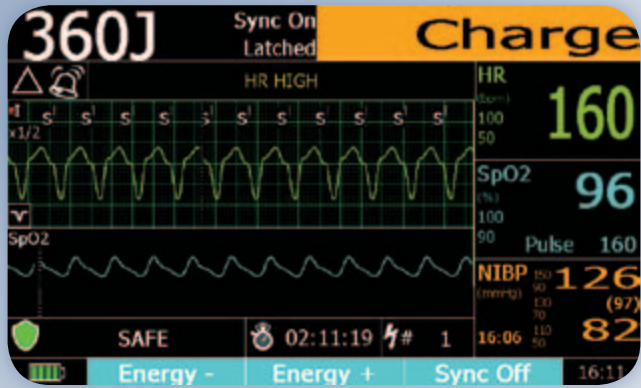 360J
Sync On
Latched
Charge
HR HIGH
x1/2
S S S S S S S S S S
HR
(bpm)
100
50
160
SpO2
(%)
100
90
96
Pulse 160
SpO2
NIBP
(mmHg)
150
90
130
70
110
50
126
(97)
82
16:06
SAFE
02:11:19
# 1
Energy -
Energy +
Sync Off
16:11